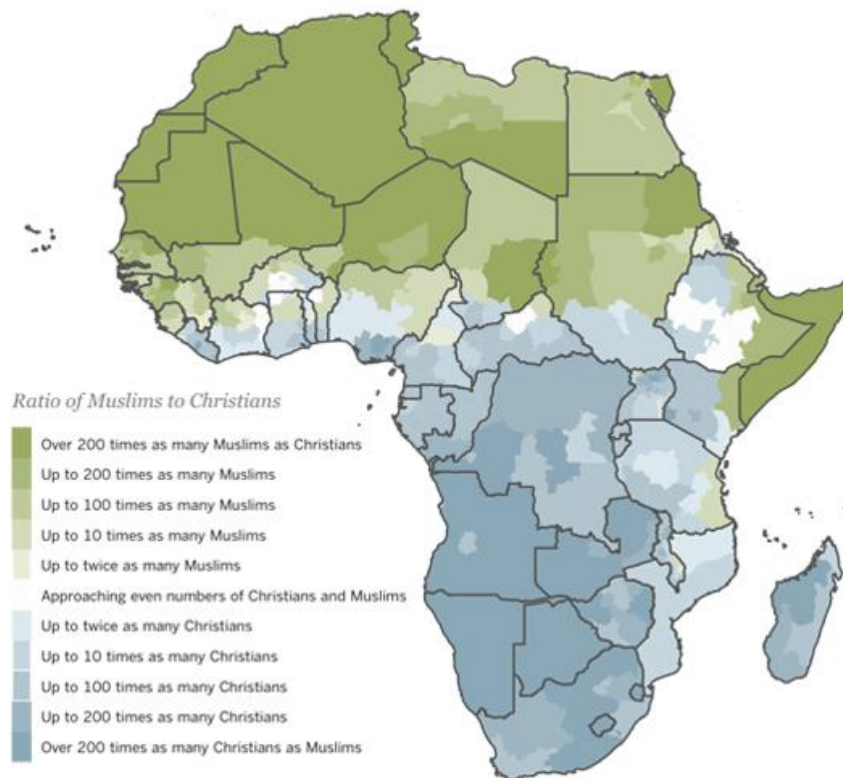 Ratio of Muslims to Christians
Over 200 times as many Muslims as Christians
Up to 200 times as many Muslims
Up to 100 times as many Muslims
Up to 10 times as many Muslims
Up to twice as many Muslims
Approaching even numbers of Christians and Muslims
Up to twice as many Christians
Up to 10 times as many Christians
Up to 100 times as many Christians
Up to 200 times as many Christians
Over 200 times as many Christians as Muslims